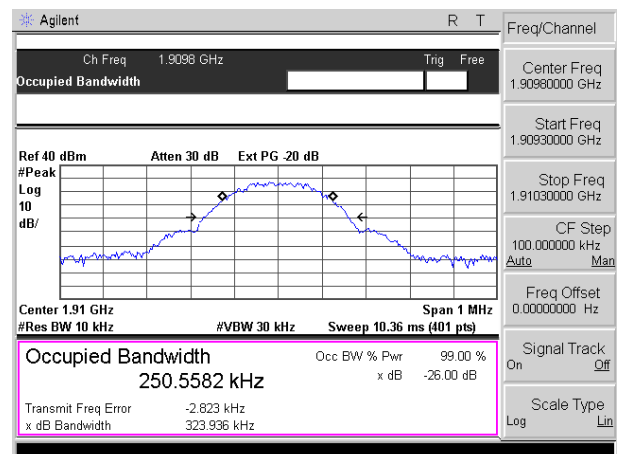 Agilent R T
Ch Freq 1.9098 GHz Trig Free
Occupied Bandwidth
Ref 40 dBm Atten 30 dB Ext PG -20 dB
#Peak
Log
10
dB/
Center 1.91 GHz Span 1 MHz
#Res BW 10 kHz #VBW 30 kHz Sweep 10.36 ms (401 pts)
Occupied Bandwidth Occ BW % Pwr 99.00 %
250.5582 kHz x dB -26.00 dB
Transmit Freq Error -2.823 kHz
x dB Bandwidth 323.936 kHz
Freq/Channel
Center Freq
1.90980000 GHz
Start Freq
1.90930000 GHz
Stop Freq
1.91030000 GHz
CF Step
100.000000 kHz
Auto Man
Freq Offset
0.00000000 Hz
Signal Track
On Off
Scale Type
Log Lin